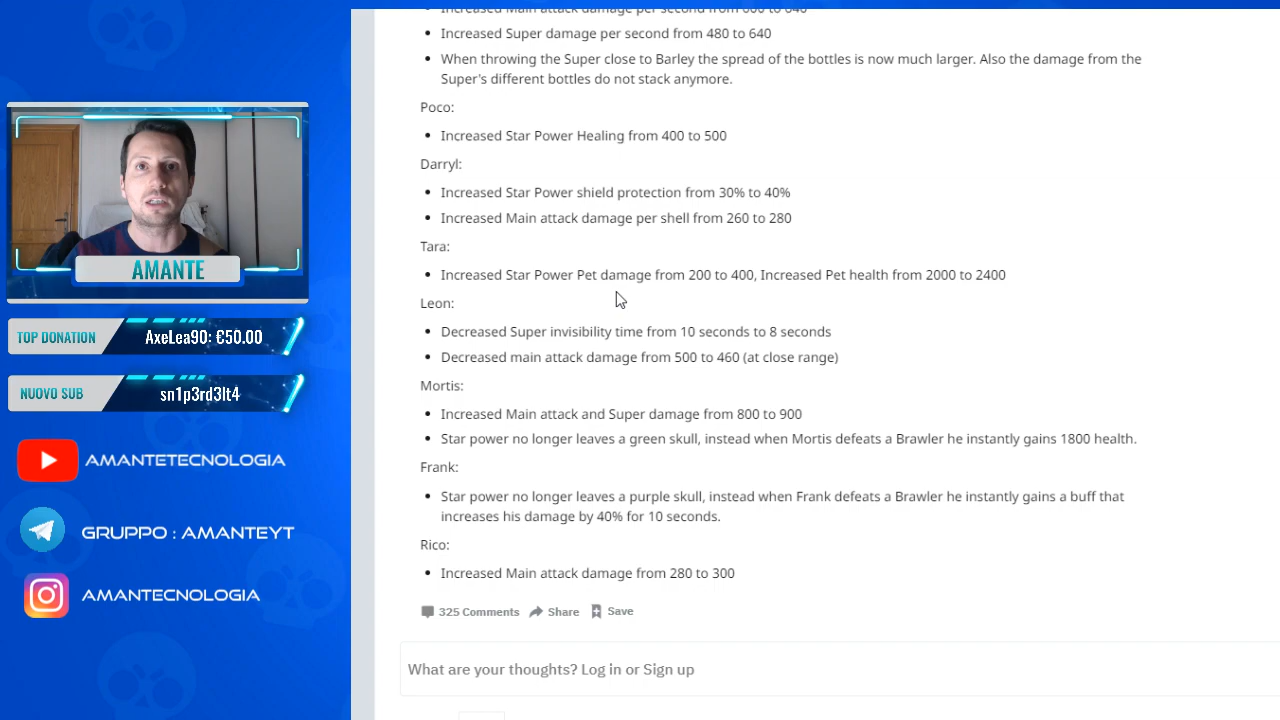 Increased Main attack damage per second from 600 to 640
Increased Super damage per second from 480 to 640
When throwing the Super close to Barley the spread of the bottles is now much larger. Also the damage from the
Super's different bottles do not stack anymore.
Poco:
Increased Star Power Healing from 400 to 500
Darryl:
Increased Star Power shield protection from 30% to 40%
Increased Main attack damage per shell from 260 to 280
Tara:
Increased Star Power Pet damage from 200 to 400, Increased Pet health from 2000 to 2400
Leon:
Decreased Super invisibility time from 10 seconds to 8 seconds
Decreased main attack damage from 500 to 460 (at close range)
Mortis:
Increased Main attack and Super damage from 800 to 900
Star power no longer leaves a green skull, instead when Mortis defeats a Brawler he instantly gains 1800 health.
Frank:
Star power no longer leaves a purple skull, instead when Frank defeats a Brawler he instantly gains a buff that
increases his damage by 40% for 10 seconds.
Rico:
Increased Main attack damage from 280 to 300
325 Comments Share Save
What are your thoughts? Log in or Sign up
AMANTE
TOP DONATION AxeLea90: €50.00
NUOVO SUB sn1p3rd3lt4
AMANTETECNOLOGIA
GRUPPO : AMANTEYT
AMANTECNOLOGIA